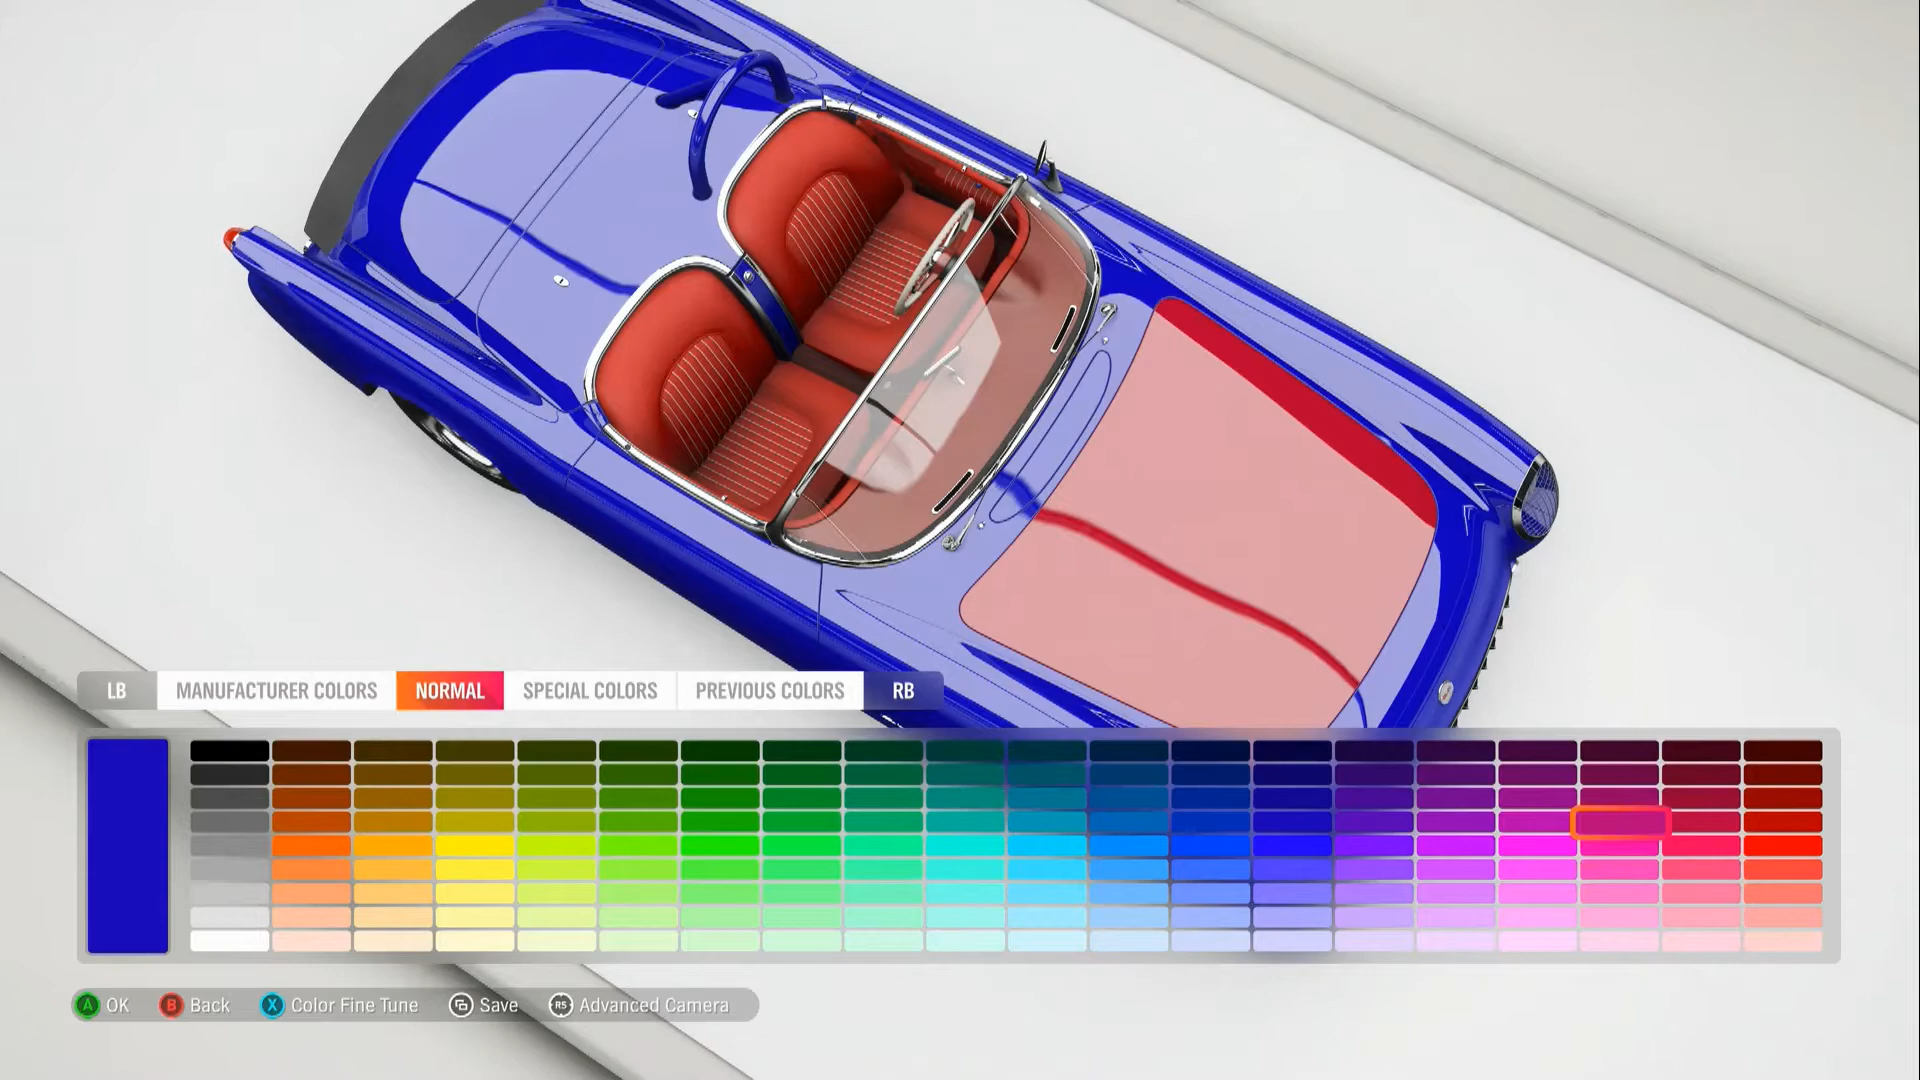 LB MANUFACTURER COLORS NORMAL SPECIAL COLORS PREVIOUS COLORS RB
A OK B Back X Color Fine Tune Save RS Advanced Camera